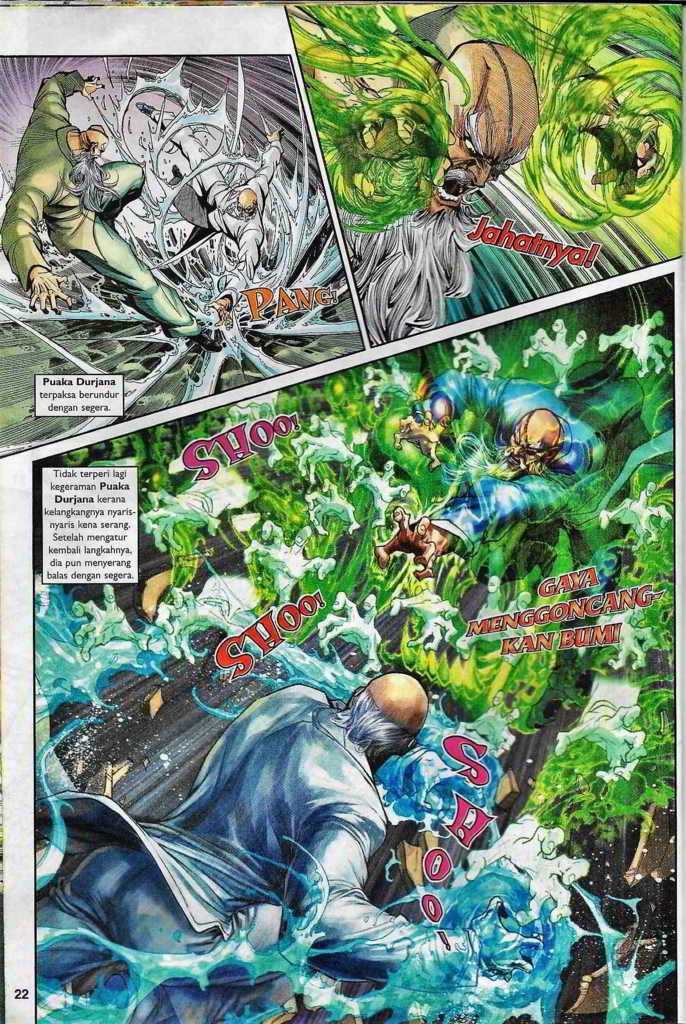 PANG!
Puaka Durjana
terpaksa berundur
dengan segera.
Jahatnya!
Tidak terperi lagi
kegeraman Puaka
Durjana kerana
kelangkangnya nyaris-
nyaris kena serang.
Setelah mengatur
kembali langkahnya,
dia pun menyerang
balas dengan segera.
SHOO!
SHOO!
GAYA
MENGGONCANG-
KAN BUMI
SHOO!
22